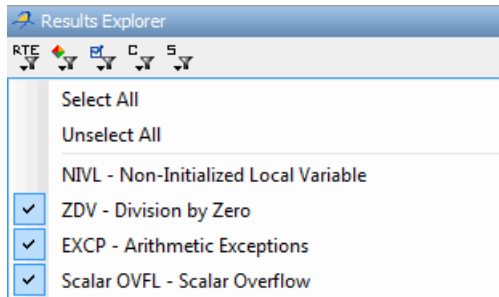 Results Explorer
RTE C S
Select All
Unselect All
NIVL - Non-Initialized Local Variable
ZDV - Division by Zero
EXCP - Arithmetic Exceptions
Scalar OVFL - Scalar Overflow